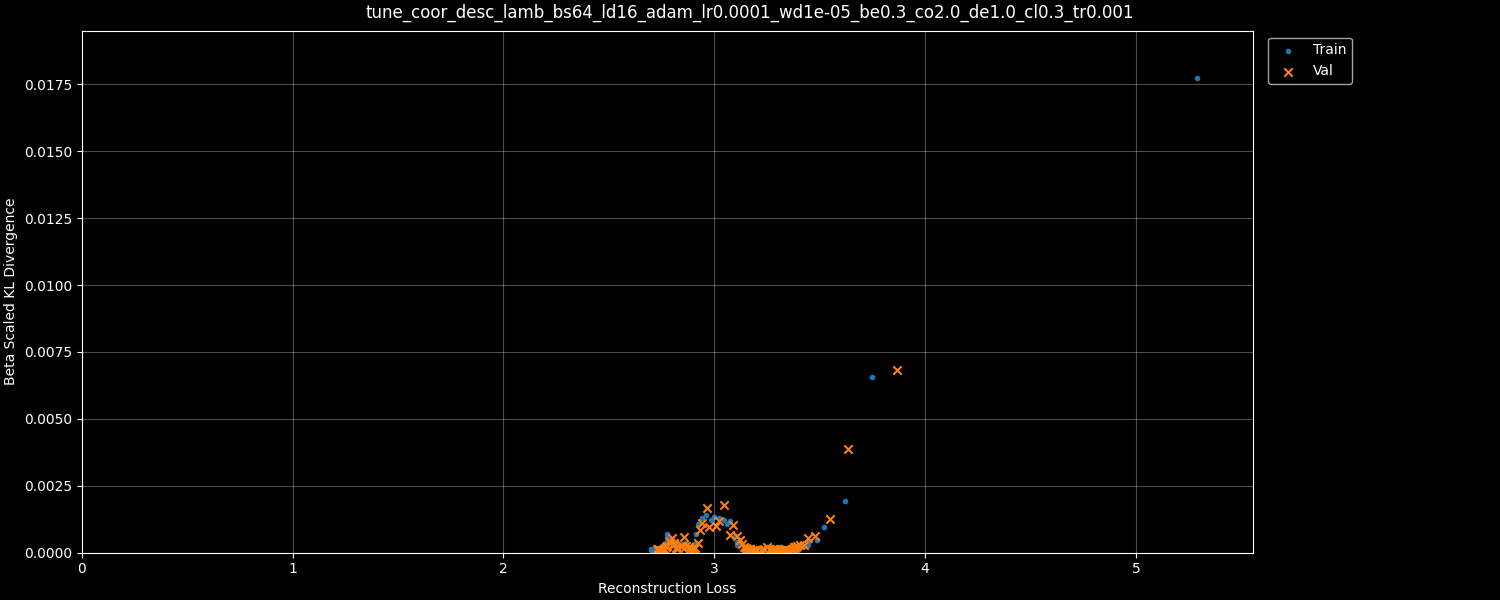 tune_coor_desc_lamb_bs64_ld16_adam_lr0.0001_wd1e-05_be0.3_co2.0_de1.0_cl0.3_tr0.001
Train
Val
Beta Scaled KL Divergence
0.0175
0.0150
0.0125
0.0100
0.0075
0.0050
0.0025
0.0000
0 1 2 3 4 5
Reconstruction Loss